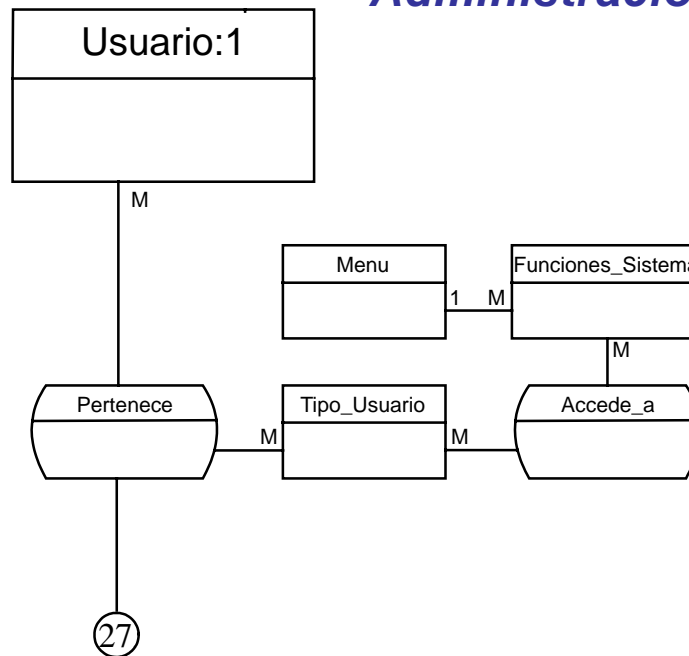 Usuario:1
M
Menu
Funciones_Sistema
1 M
M
Pertenece
Tipo_Usuario
Accede_a
M
M
27